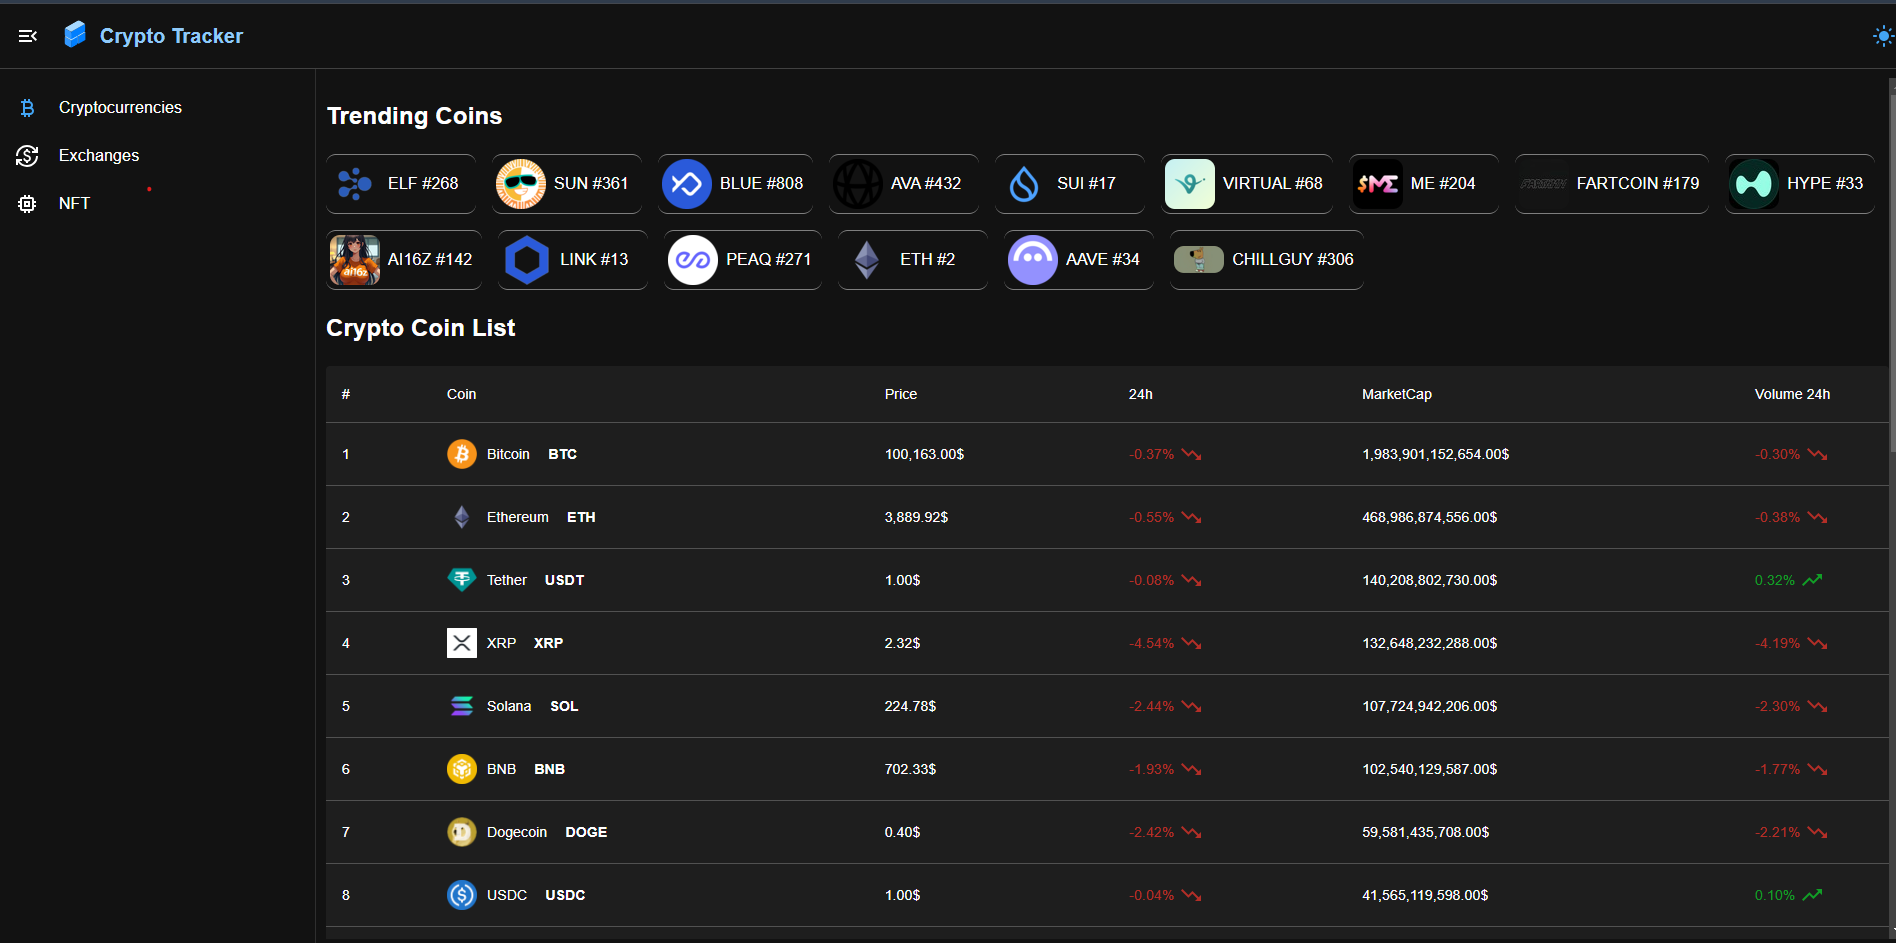 Crypto Tracker
Cryptocurrencies
Exchanges
NFT
Trending Coins
ELF #268 SUN #361 BLUE #808 AVA #432 SUI #17 VIRTUAL #68 $ME ME #204 FARTCOIN #179 HYPE #33
ai16z AI16Z #142 LINK #13 PEAQ #271 ETH #2 AAVE #34 CHILLGUY #306
Crypto Coin List
# Coin Price 24h MarketCap Volume 24h
1 Bitcoin BTC 100,163.00$ -0.37% 1,983,901,152,654.00$ -0.30%
2 Ethereum ETH 3,889.92$ -0.55% 468,986,874,556.00$ -0.38%
3 Tether USDT 1.00$ -0.08% 140,208,802,730.00$ 0.32%
4 XRP XRP 2.32$ -4.54% 132,648,232,288.00$ -4.19%
5 Solana SOL 224.78$ -2.44% 107,724,942,206.00$ -2.30%
6 BNB BNB 702.33$ -1.93% 102,540,129,587.00$ -1.77%
7 Dogecoin DOGE 0.40$ -2.42% 59,581,435,708.00$ -2.21%
8 USDC USDC 1.00$ -0.04% 41,565,119,598.00$ 0.10%